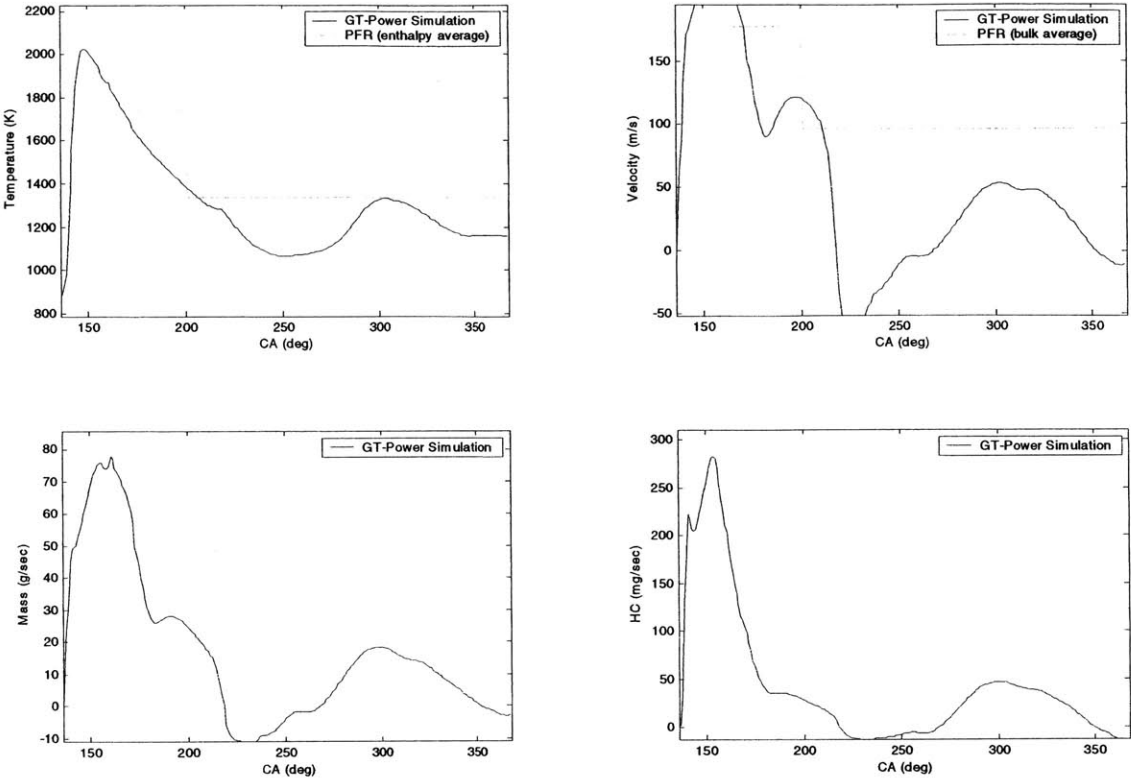 GT-Power Simulation
PFR (enthalpy average)
2200
2000
1800
1600
1400
1200
1000
800
Temperature (K)
150 200 250 300 350
CA (deg)
GT-Power Simulation
PFR (bulk average)
150
100
50
0
-50
Velocity (m/s)
150 200 250 300 350
CA (deg)
GT-Power Simulation
80
70
60
50
40
30
20
10
0
-10
Mass (g/sec)
150 200 250 300 350
CA (deg)
GT-Power Simulation
300
250
200
150
100
50
0
HC (mg/sec)
150 200 250 300 350
CA (deg)